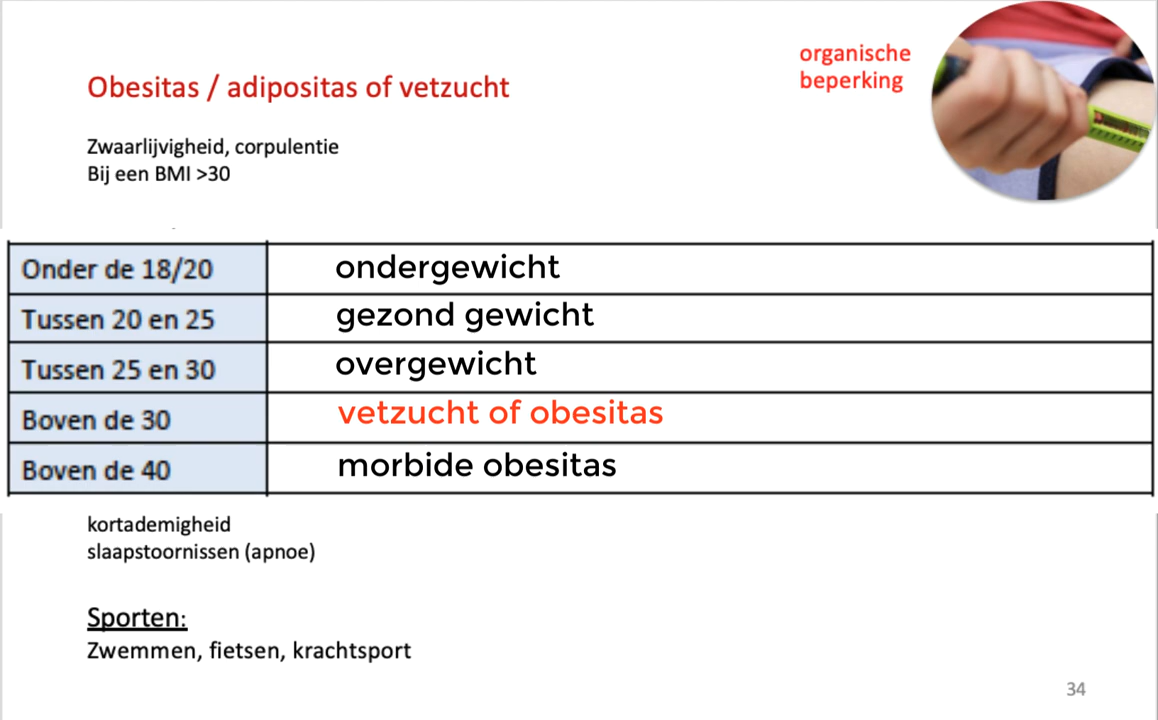 organische
beperking
Obesitas / adipositas of vetzucht
Zwaarlijvigheid, corpulentie
Bij een BMI >30
Onder de 18/20 ondergewicht
Tussen 20 en 25 gezond gewicht
Tussen 25 en 30 overgewicht
Boven de 30 vetzucht of obesitas
Boven de 40 morbide obesitas
kortademigheid
slaapstoornissen (apnoe)
Sporten:
Zwemmen, fietsen, krachtsport
34